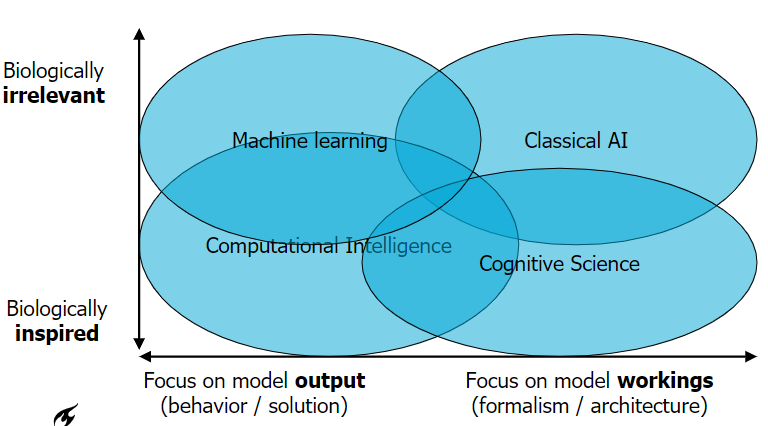 Biologically
irrelevant
Machine learning
Classical AI
Computational Intelligence
Cognitive Science
Biologically
inspired
Focus on model output
(behavior / solution)
Focus on model workings
(formalism / architecture)